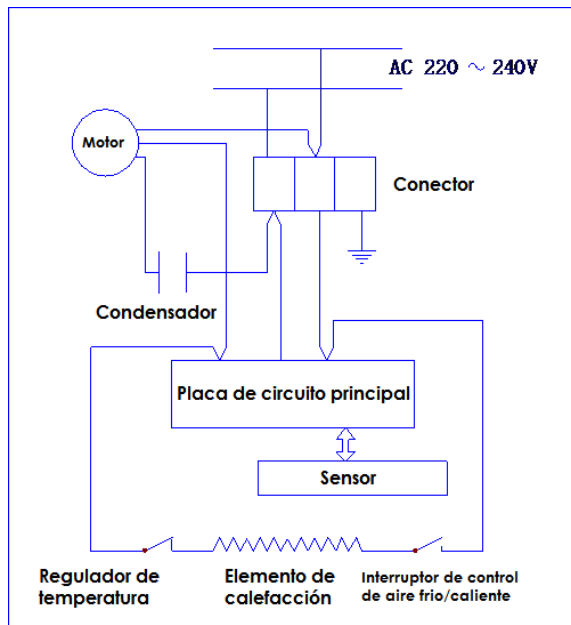 AC 220 ~ 240V
Motor
Conector
Condensador
Placa de circuito principal
Sensor
Regulador de
temperatura
Elemento de
calefacción
Interruptor de control
de aire frio/caliente